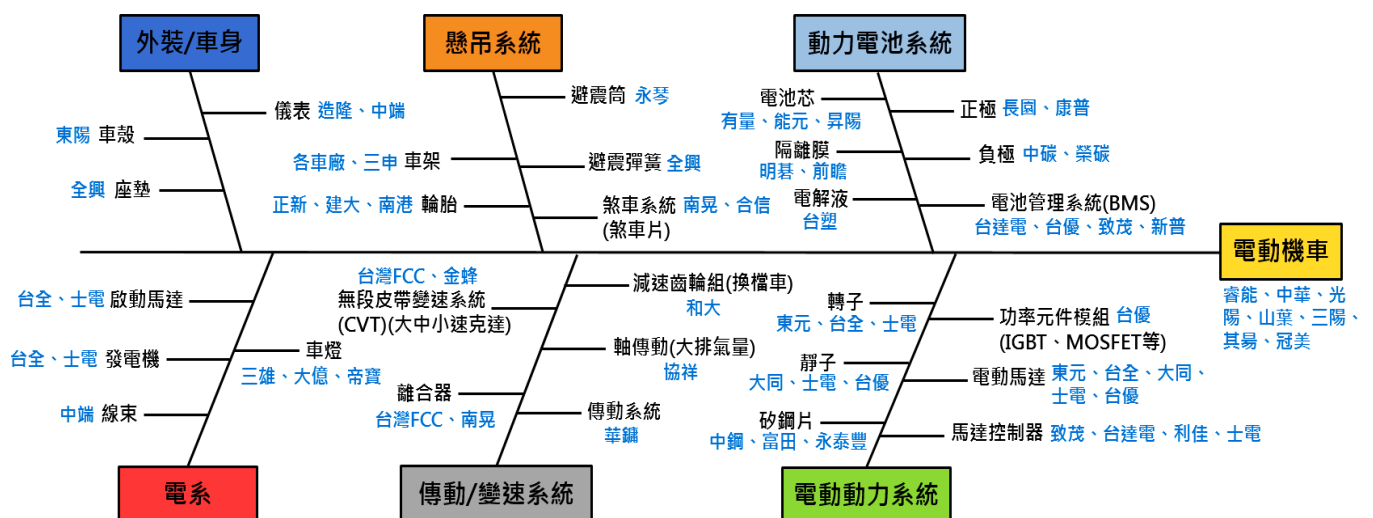 外裝/車身
儀表 造隆、中端
東陽 車殼
全興 座墊
懸吊系統
避震筒 永琴
各車廠、三申 車架
避震彈簧 全興
正新、建大、南港 輪胎
煞車系統 南晃、合信
(煞車片)
動力電池系統
電池芯
有量、能元、昇陽
正極 長園、康普
隔離膜
明基、前瞻
負極 中碳、榮碳
電解液
台塑
電池管理系統(BMS)
台達電、台優、致茂、新普
電動機車
睿能、中華、光
陽、山葉、三陽、
其易、冠美
台全、士電 啟動馬達
台全、士電 發電機
車燈
三雄、大億、帝寶
中端 線束
電系
台灣FCC、金蜂
無段皮帶變速系統
(CVT)(大中小速克達)
減速齒輪組(換檔車)
和大
軸傳動(大排氣量)
協祥
離合器
台灣FCC、南晃
傳動系統
華鏞
傳動/變速系統
轉子
東元、台全、士電
功率元件模組 台優
(IGBT、MOSFET等)
靜子
大同、士電、台優
電動馬達 東元、台全、大同、
士電、台優
矽鋼片
中鋼、富田、永泰豐
馬達控制器 致茂、台達電、利佳、士電
電動動力系統